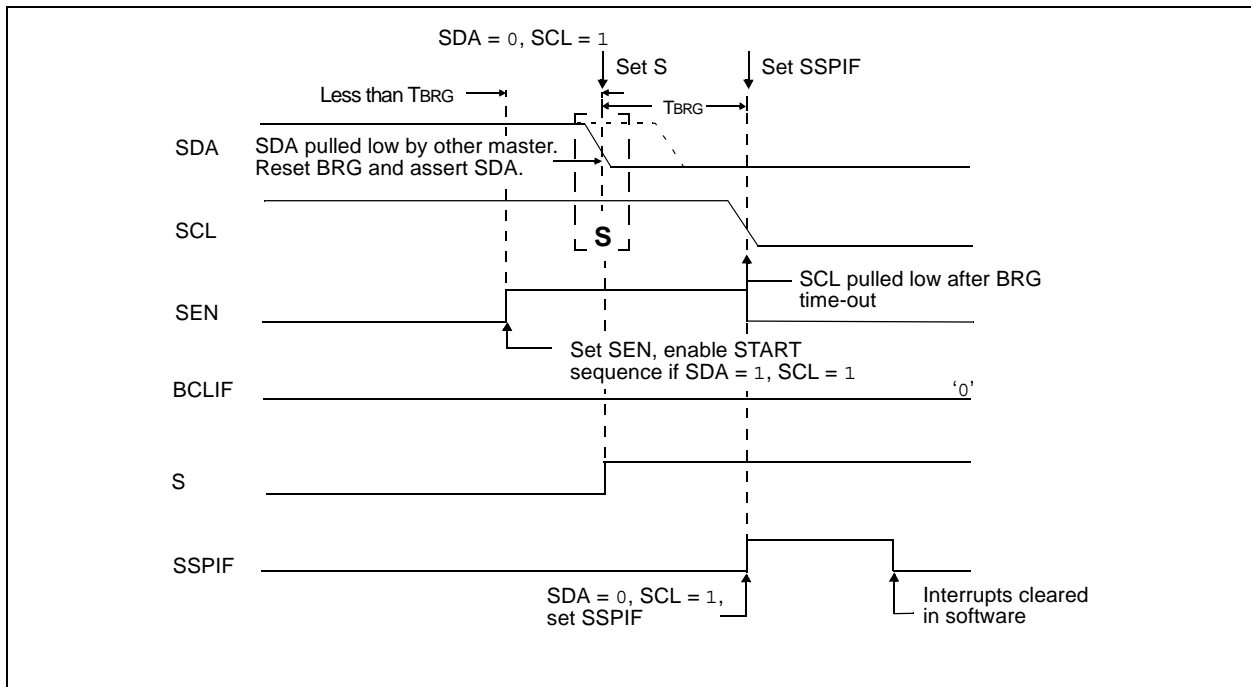 SDA = 0, SCL = 1
Set S
Set SSPIF
Less than TBRG
TBRG
SDA
SDA pulled low by other master.
Reset BRG and assert SDA.
SCL
S
SCL pulled low after BRG
time-out
SEN
Set SEN, enable START
sequence if SDA = 1, SCL = 1
BCLIF
‘0’
S
SSPIF
SDA = 0, SCL = 1,
set SSPIF
Interrupts cleared
in software